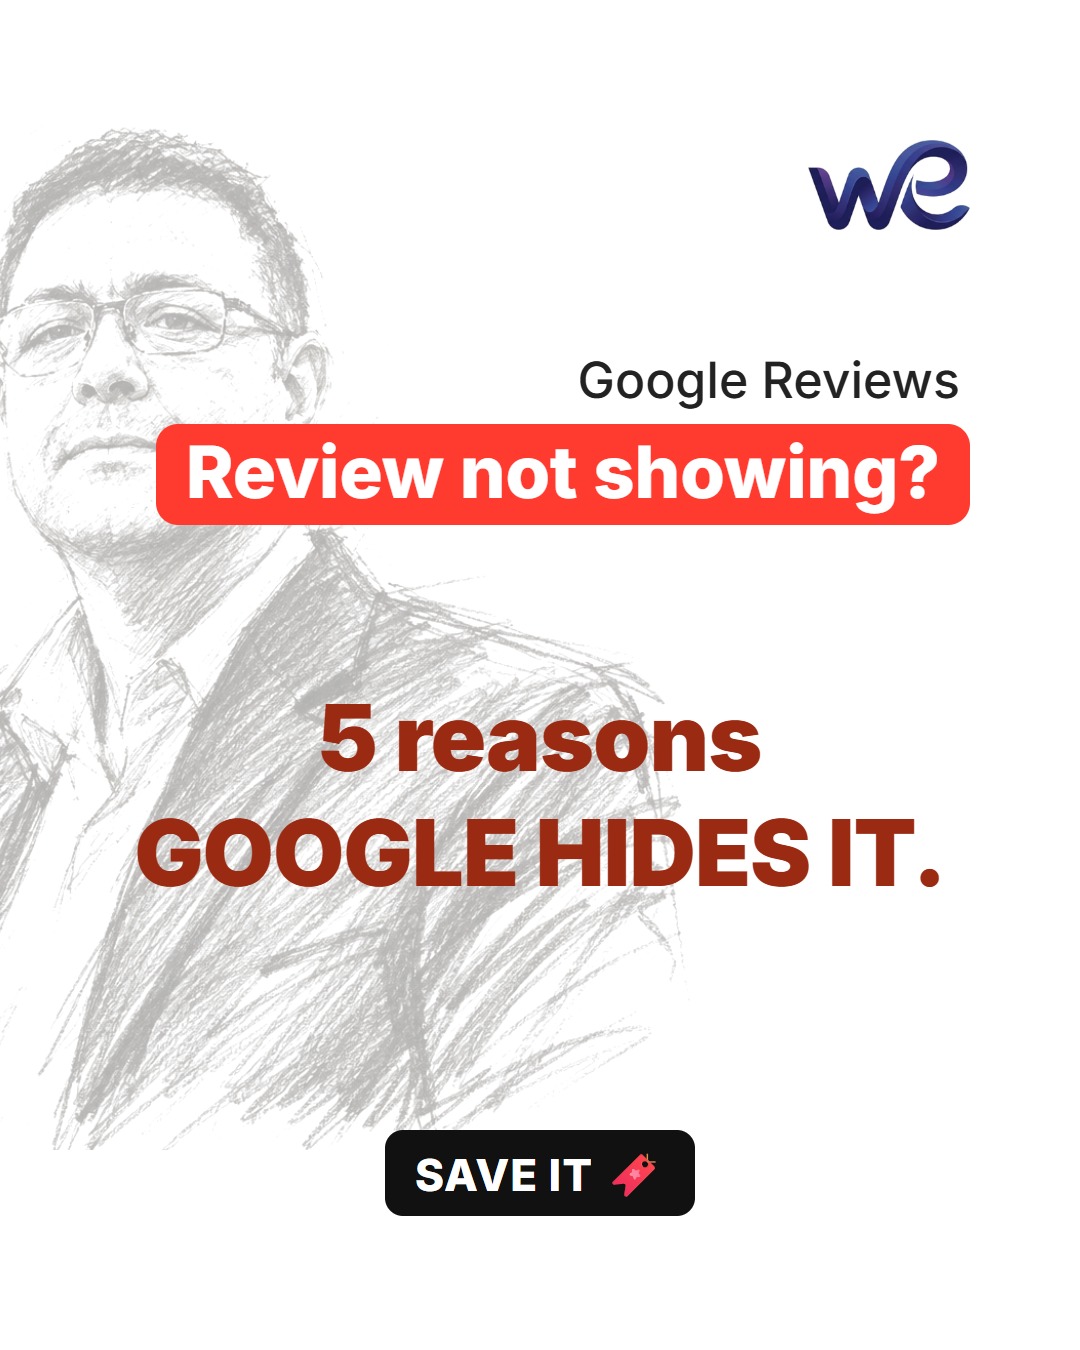 we
Google Reviews
Review not showing?
5 reasons
GOOGLE HIDES IT.
SAVE IT